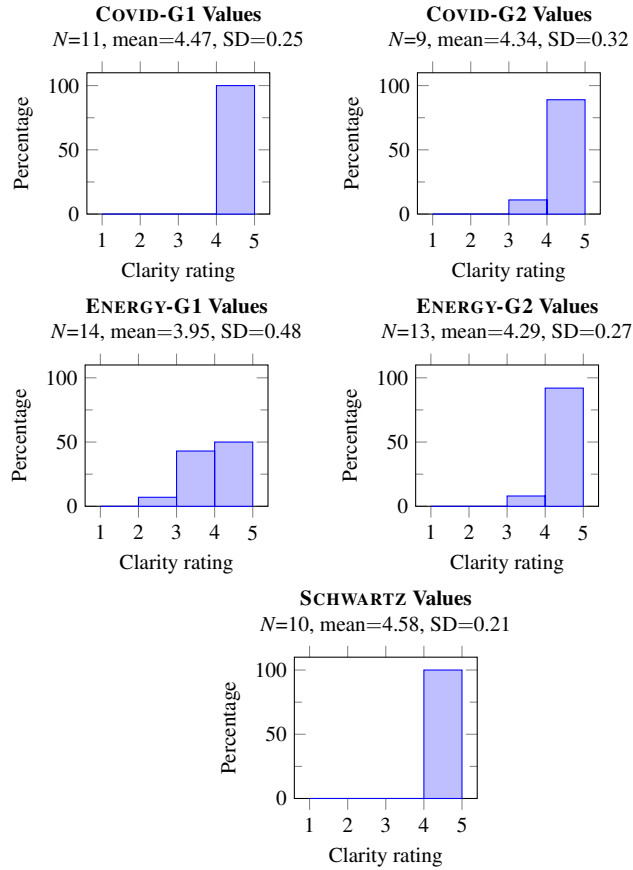 COVID-G1 Values
N=11, mean=4.47, SD=0.25
100
50
0
Percentage
1 2 3 4 5
Clarity rating
COVID-G2 Values
N=9, mean=4.34, SD=0.32
100
50
0
Percentage
1 2 3 4 5
Clarity rating
ENERGY-G1 Values
N=14, mean=3.95, SD=0.48
100
50
0
Percentage
1 2 3 4 5
Clarity rating
ENERGY-G2 Values
N=13, mean=4.29, SD=0.27
100
50
0
Percentage
1 2 3 4 5
Clarity rating
SCHWARTZ Values
N=10, mean=4.58, SD=0.21
100
50
0
Percentage
1 2 3 4 5
Clarity rating